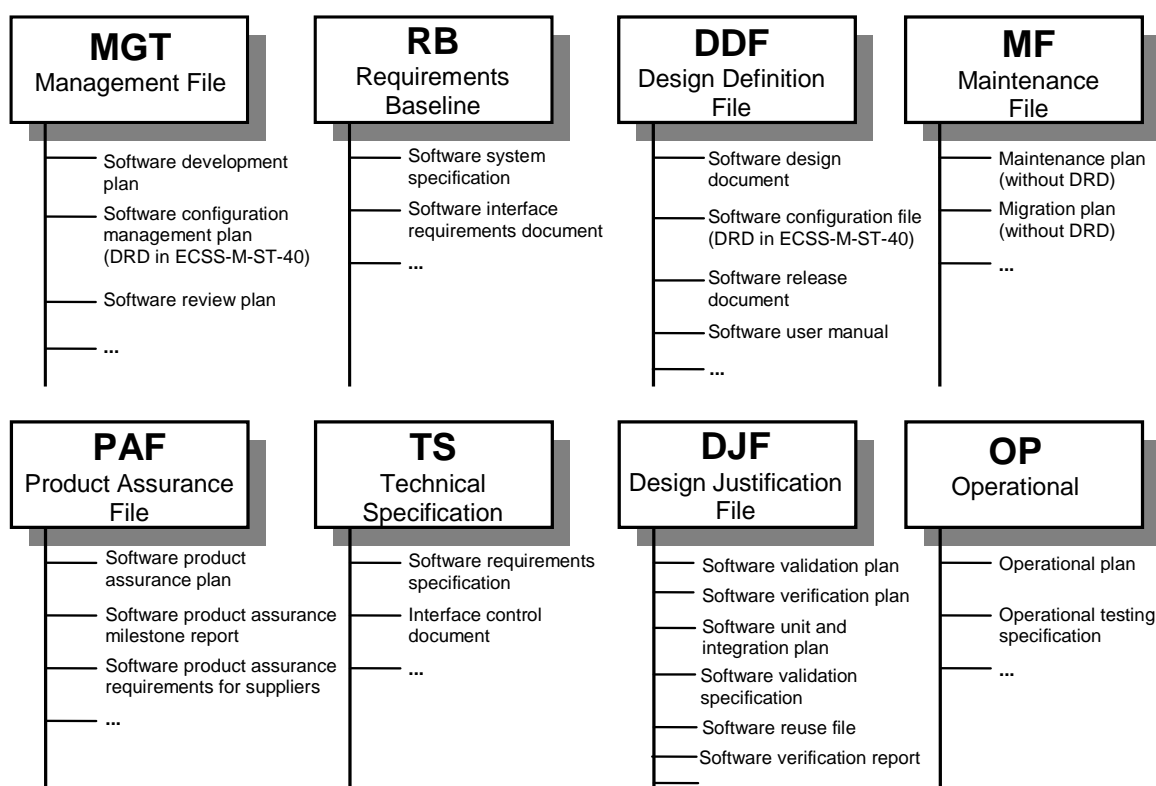 MGT
Management File
Software development
plan
Software configuration
management plan
(DRD in ECSS-M-ST-40)
Software review plan
...
RB
Requirements
Baseline
Software system
specification
Software interface
requirements document
...
DDF
Design Definition
File
Software design
document
Software configuration file
(DRD in ECSS-M-ST-40)
Software release
document
Software user manual
...
MF
Maintenance
File
Maintenance plan
(without DRD)
Migration plan
(without DRD)
...
PAF
Product Assurance
File
Software product
assurance plan
Software product assurance
milestone report
Software product assurance
requirements for suppliers
...
TS
Technical
Specification
Software requirements
specification
Interface control
document
...
DJF
Design Justification
File
Software validation plan
Software verification plan
Software unit and
integration plan
Software validation
specification
Software reuse file
Software verification report
OP
Operational
Operational plan
Operational testing
specification
...